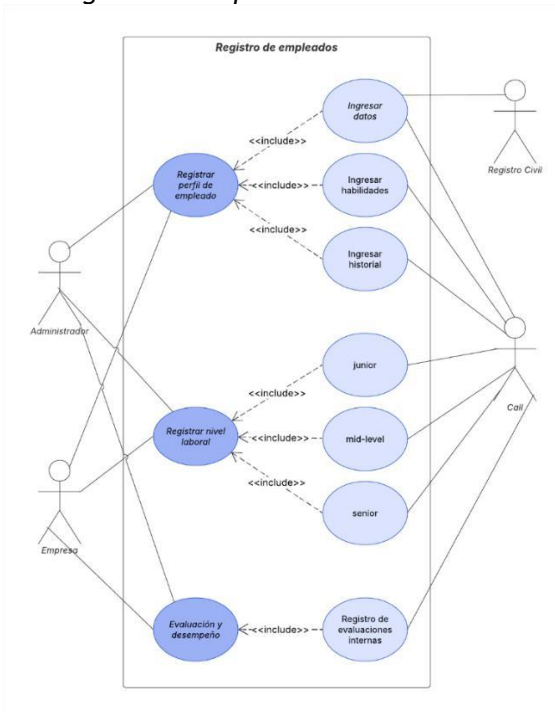 Registro de empleados
Ingresar
datos
<<include>>
Registro Civil
Registrar
perfil de
empleado
<<include>>
Ingresar
habilidades
<<include>>
Ingresar
historial
Administrador
junior
Cail
<<include>>
Registrar nivel
laboral
<<include>>
mid-level
<<include>>
senior
Empresa
Evaluación y
desempeño
<<include>>
Registro de
evaluaciones
internas